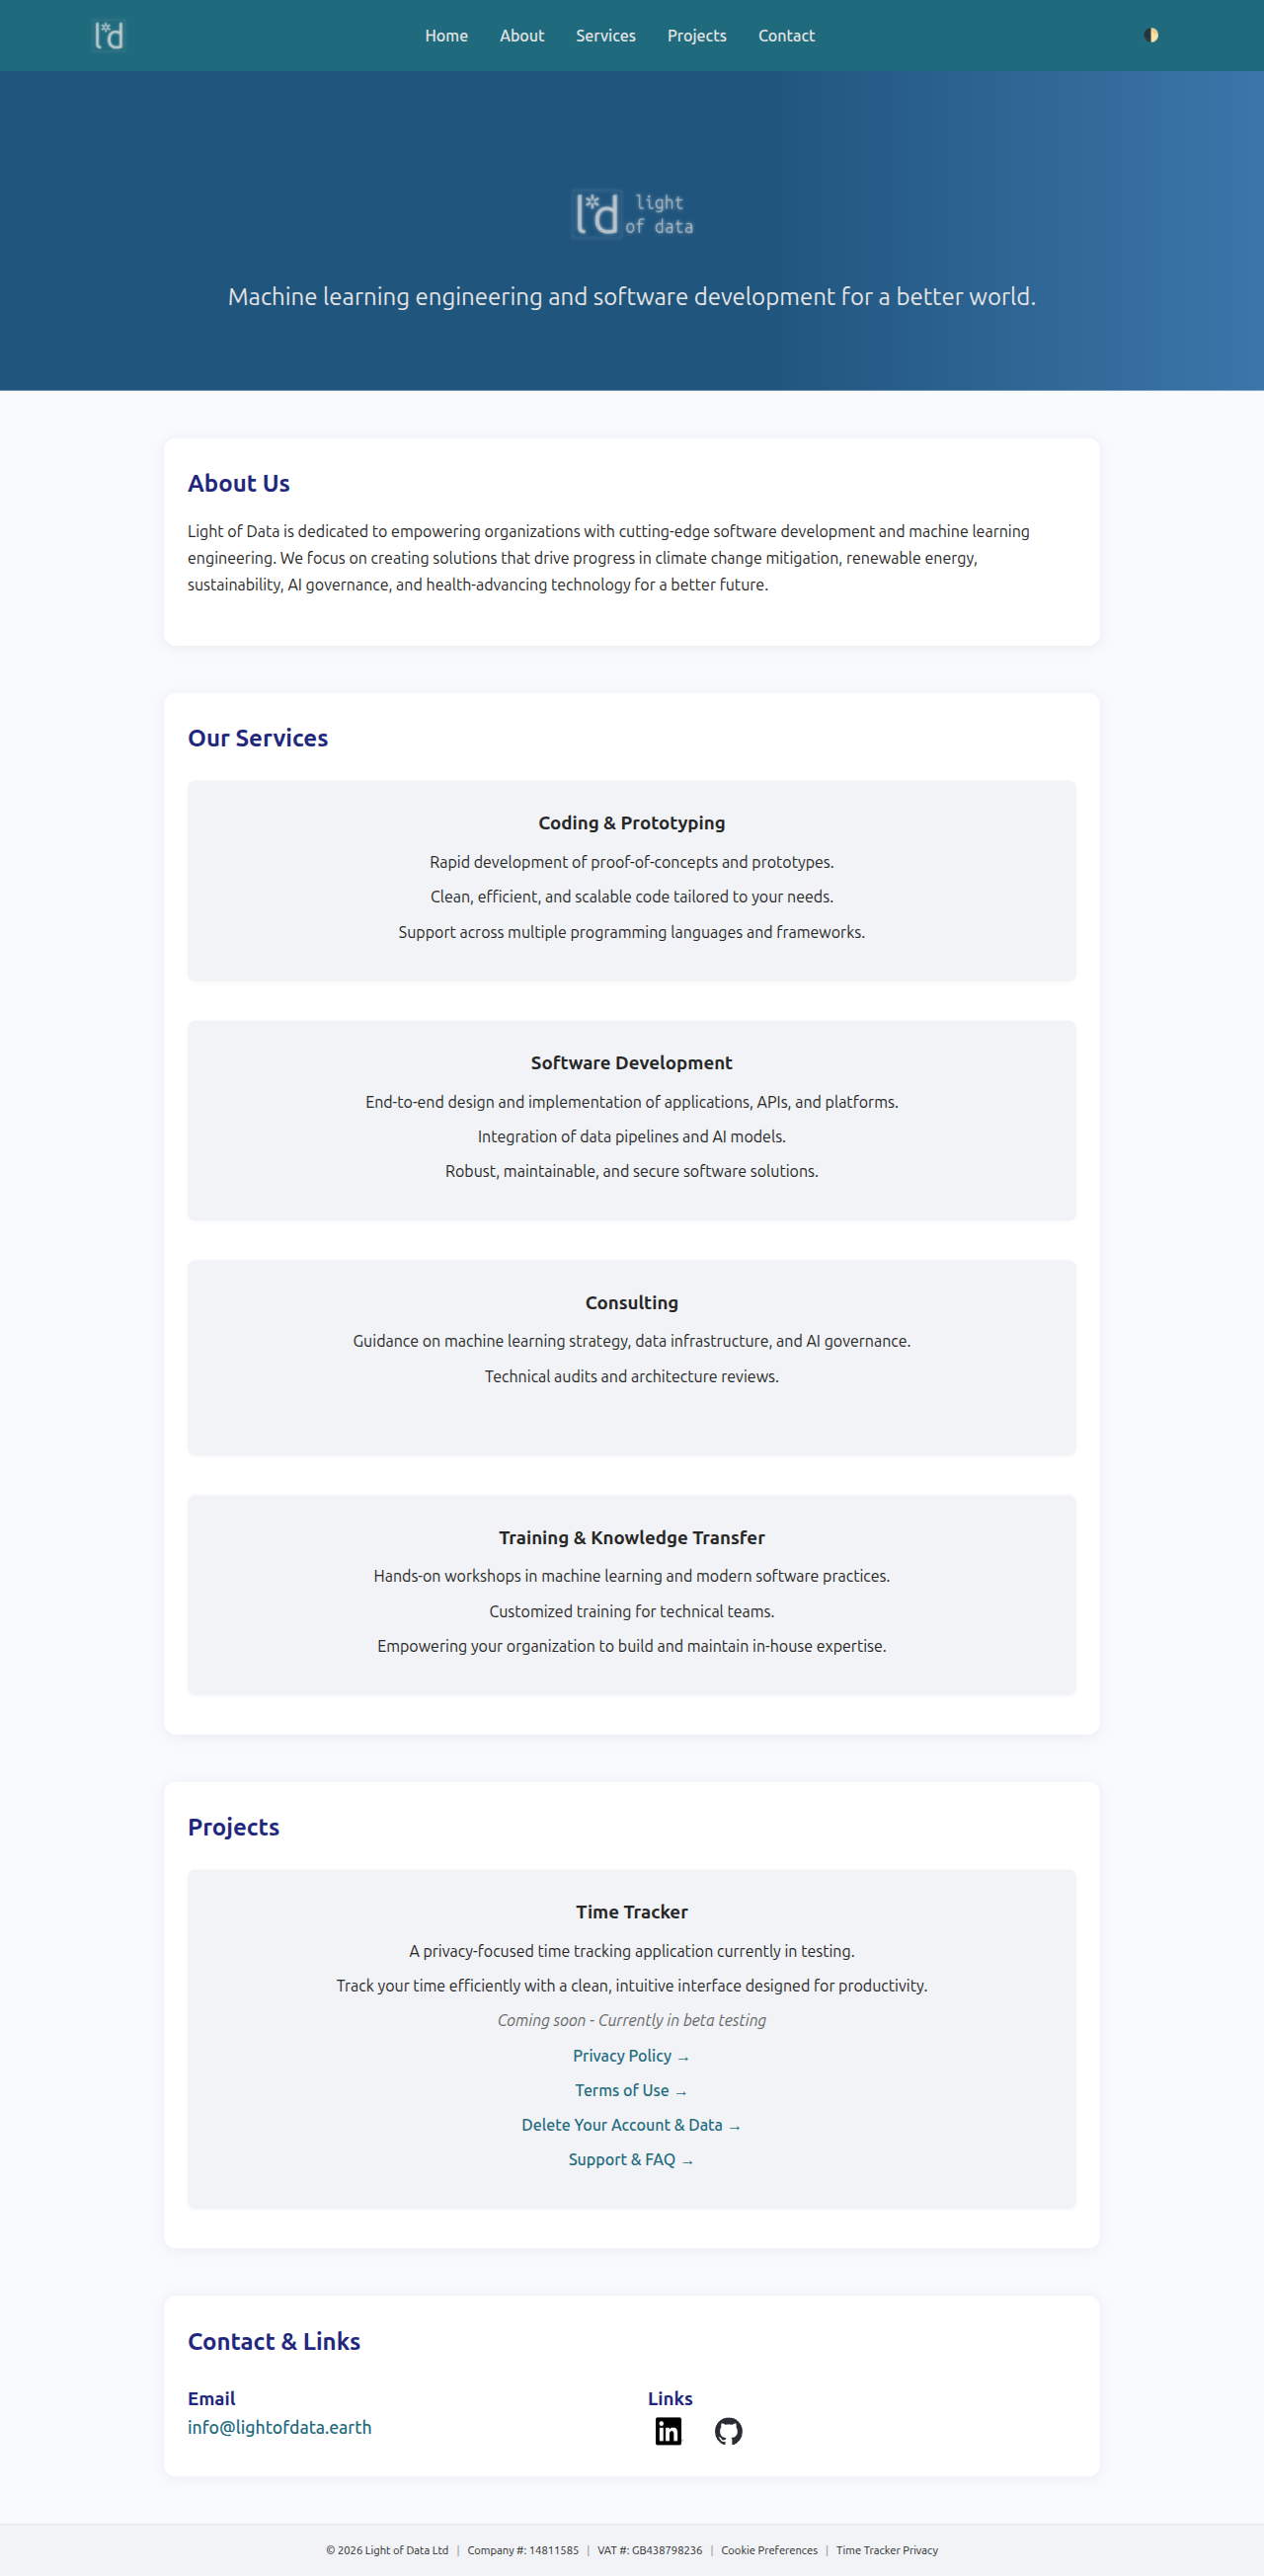 l*d
Home
About
Services
Projects
Contact
l*d
light
of data
Machine learning engineering and software development for a better world.
About Us
Light of Data is dedicated to empowering organizations with cutting-edge software development and machine learning
engineering. We focus on creating solutions that drive progress in climate change mitigation, renewable energy,
sustainability, AI governance, and health-advancing technology for a better future.
Our Services
Coding & Prototyping
Rapid development of proof-of-concepts and prototypes.
Clean, efficient, and scalable code tailored to your needs.
Support across multiple programming languages and frameworks.
Software Development
End-to-end design and implementation of applications, APIs, and platforms.
Integration of data pipelines and AI models.
Robust, maintainable, and secure software solutions.
Consulting
Guidance on machine learning strategy, data infrastructure, and AI governance.
Technical audits and architecture reviews.
Training & Knowledge Transfer
Hands-on workshops in machine learning and modern software practices.
Customized training for technical teams.
Empowering your organization to build and maintain in-house expertise.
Projects
Time Tracker
A privacy-focused time tracking application currently in testing.
Track your time efficiently with a clean, intuitive interface designed for productivity.
Coming soon - Currently in beta testing
Privacy Policy →
Terms of Use →
Delete Your Account & Data →
Support & FAQ →
Contact & Links
Email
info@lightofdata.earth
Links
in
© 2026 Light of Data Ltd | Company #: 14811585 | VAT #: GB438798236 | Cookie Preferences | Time Tracker Privacy